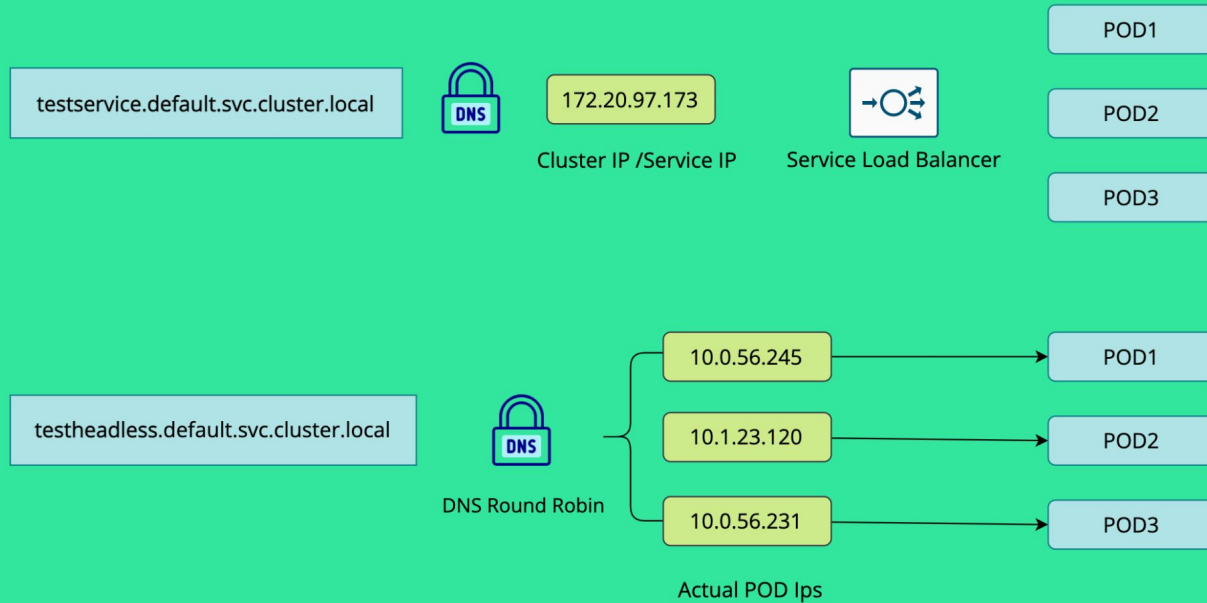 testservice.default.svc.cluster.local
DNS
172.20.97.173
Cluster IP /Service IP
Service Load Balancer
POD1
POD2
POD3
testheadless.default.svc.cluster.local
DNS
DNS Round Robin
10.0.56.245
10.1.23.120
10.0.56.231
Actual POD Ips
POD1
POD2
POD3